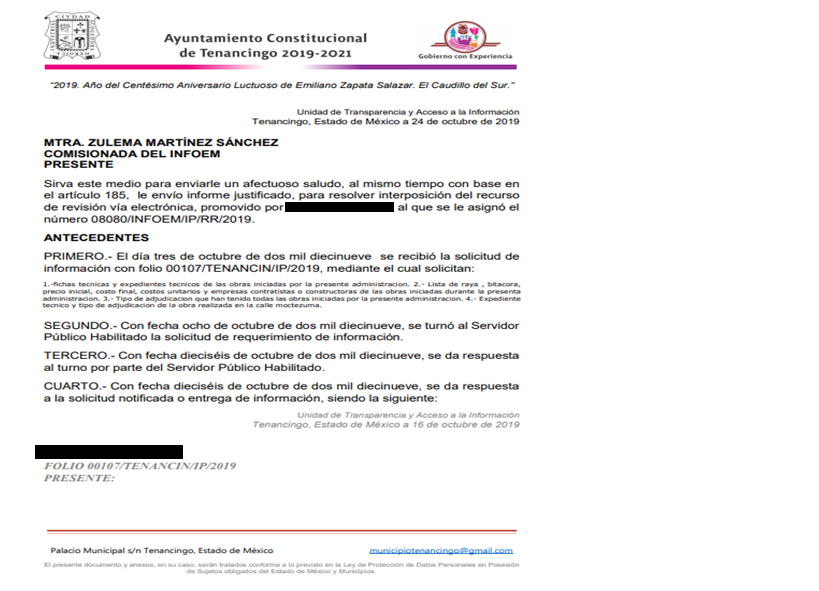 Ayuntamiento Constitucional
de Tenancingo 2019-2021
Gobierno con Experiencia
"2019. Año del Centésimo Aniversario Luctuoso de Emiliano Zapata Salazar. El Caudillo del Sur."
Unidad de Transparencia y Acceso a la Información
Tenancingo, Estado de México a 24 de octubre de 2019
MTRA. ZULEMA MARTÍNEZ SÁNCHEZ
COMISIONADA DEL INFOEM
PRESENTE
Sirva este medio para enviarle un afectuoso saludo, al mismo tiempo con base en
el artículo 185, le envío informe justificado, para resolver interposición del recurso
de revisión vía electrónica, promovido por al que se le asignó el
número 08080/INFOEM/IP/RR/2019.
ANTECEDENTES
PRIMERO.- El día tres de octubre de dos mil diecinueve se recibió la solicitud de
información con folio 00107/TENANCIN/IP/2019, mediante el cual solicitan:
1.-fichas tecnicas y expedientes tecnicos de las obras iniciadas por la presente administracion. 2.- Lista de raya , bitacora,
precio inicial, costo final, costos unitarios y empresas contratistas o constructoras de las obras iniciadas durante la presenta
administracion. 3.- Tipo de adjudicacion que han tenido todas las obras iniciadas por la presente administracion. 4.- Expediente
tecnico y tipo de adjudicacion de la obra realizada en la calle moctezuma.
SEGUNDO.- Con fecha ocho de octubre de dos mil diecinueve, se turnó al Servidor
Público Habilitado la solicitud de requerimiento de información.
TERCERO.- Con fecha dieciséis de octubre de dos mil diecinueve, se da respuesta
al turno por parte del Servidor Público Habilitado.
CUARTO.- Con fecha dieciséis de octubre de dos mil diecinueve, se da respuesta
a la solicitud notificada o entrega de información, siendo la siguiente:
Unidad de Transparencia y Acceso a la Información
Tenancingo, Estado de México a 16 de octubre de 2019
FOLIO 00107/TENANCIN/IP/2019
PRESENTE:
Palacio Municipal s/n Tenancingo, Estado de México
municipiotenancingo@gmail.com
El presente documento y anexos, en su caso, serán tratados conforme a lo previsto en la Ley de Protección de Datos Personales en Posesión
de Sujetos obligados del Estado de México y Municipios.